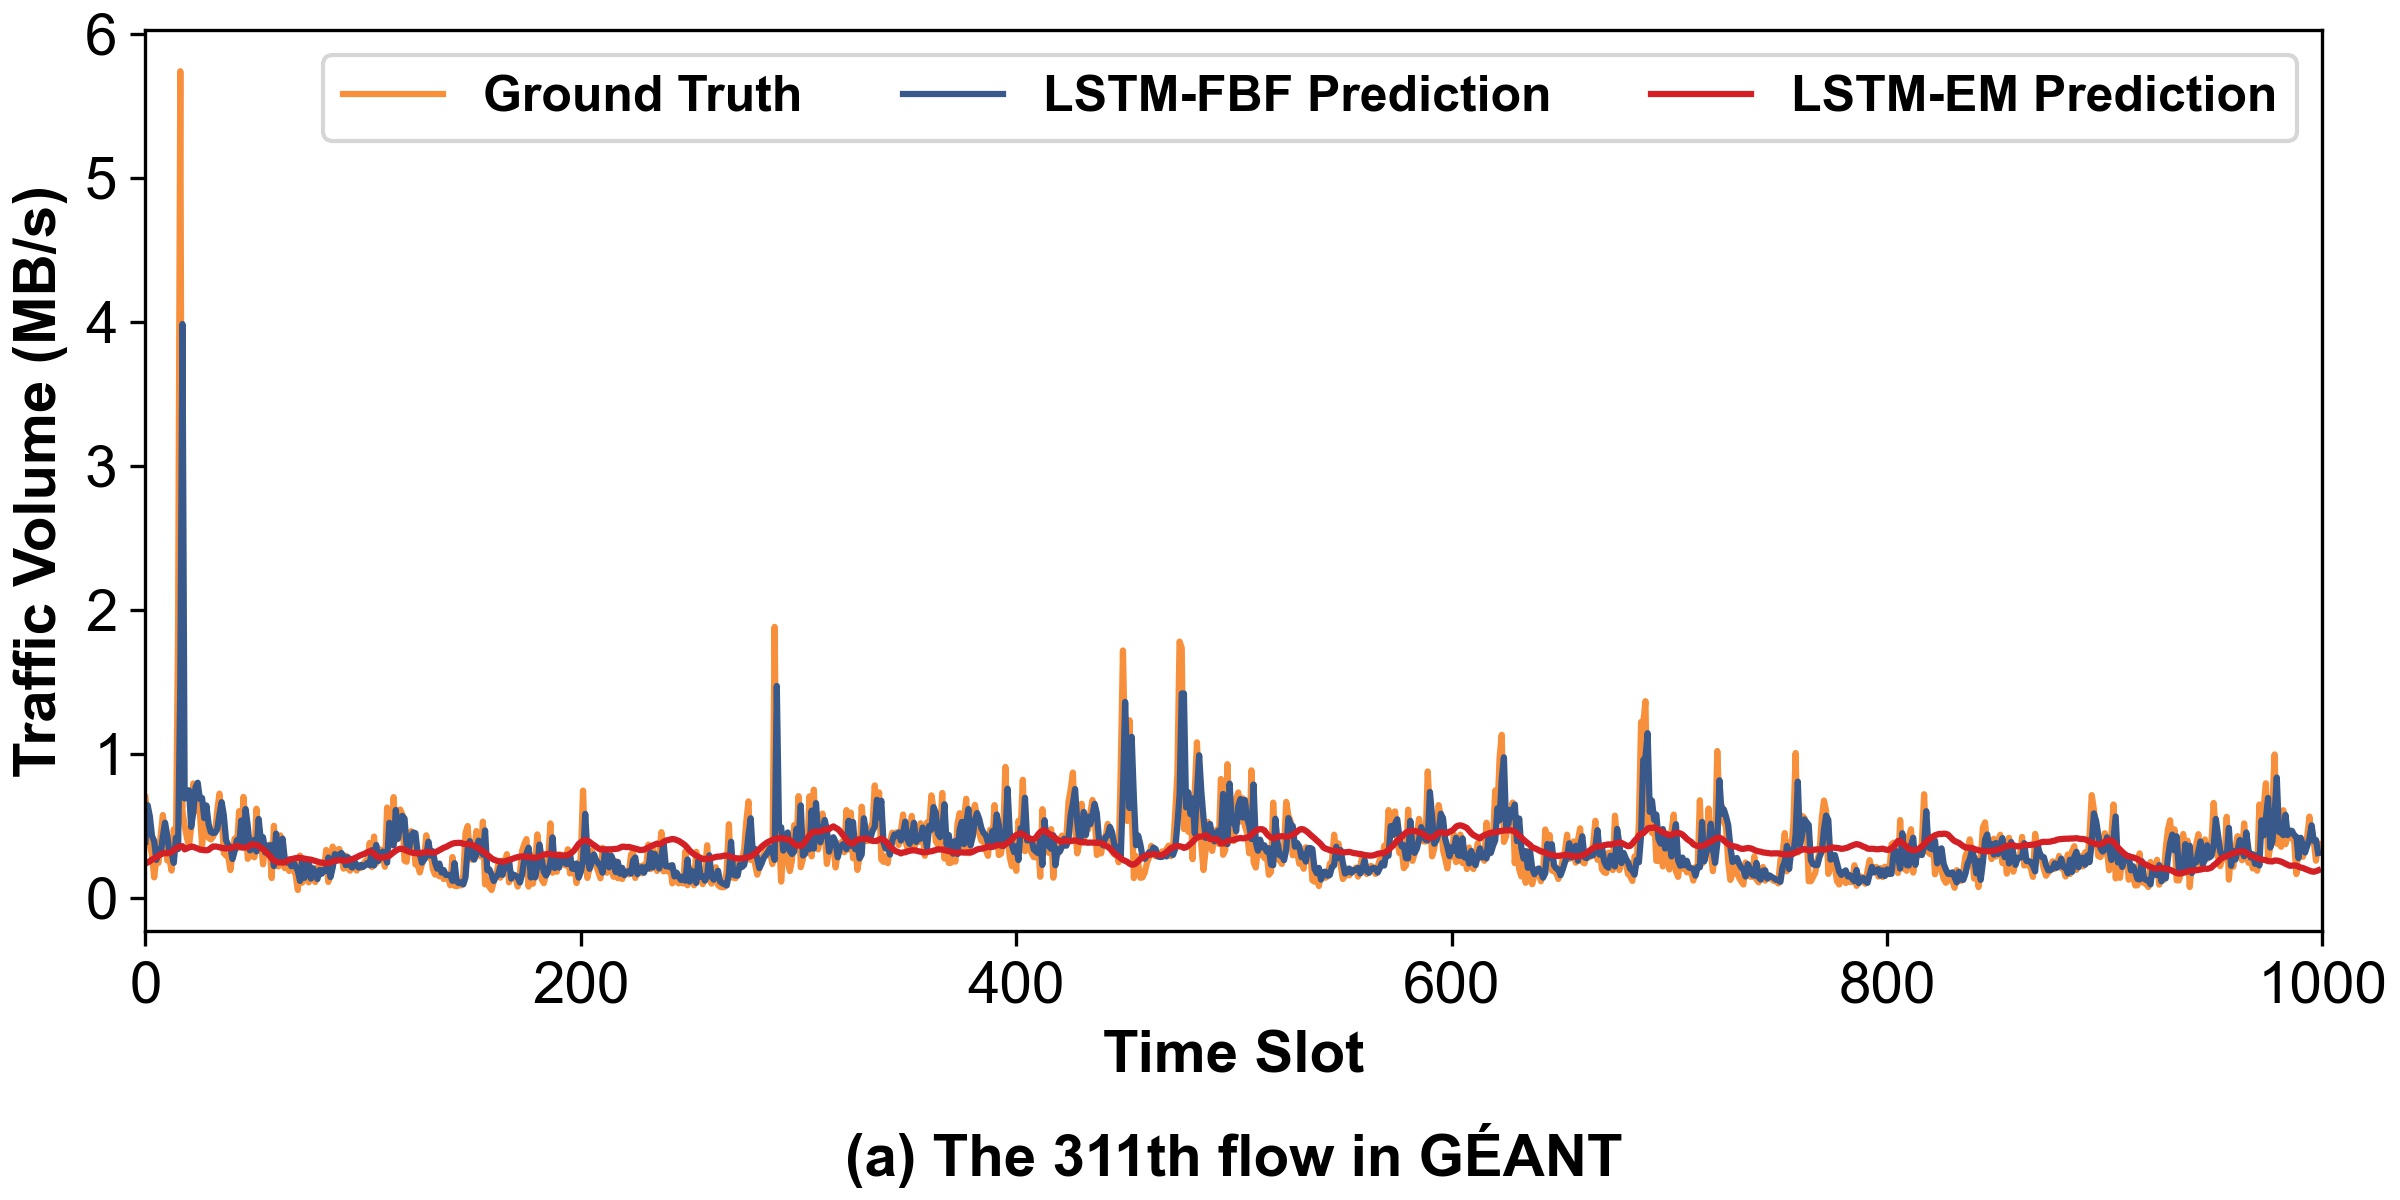 Ground Truth
LSTM-FBF Prediction
LSTM-EM Prediction
Traffic Volume (MB/s)
6
5
4
3
2
1
0
0 200 400 600 800 1000
Time Slot
(a) The 311th flow in GÉANT